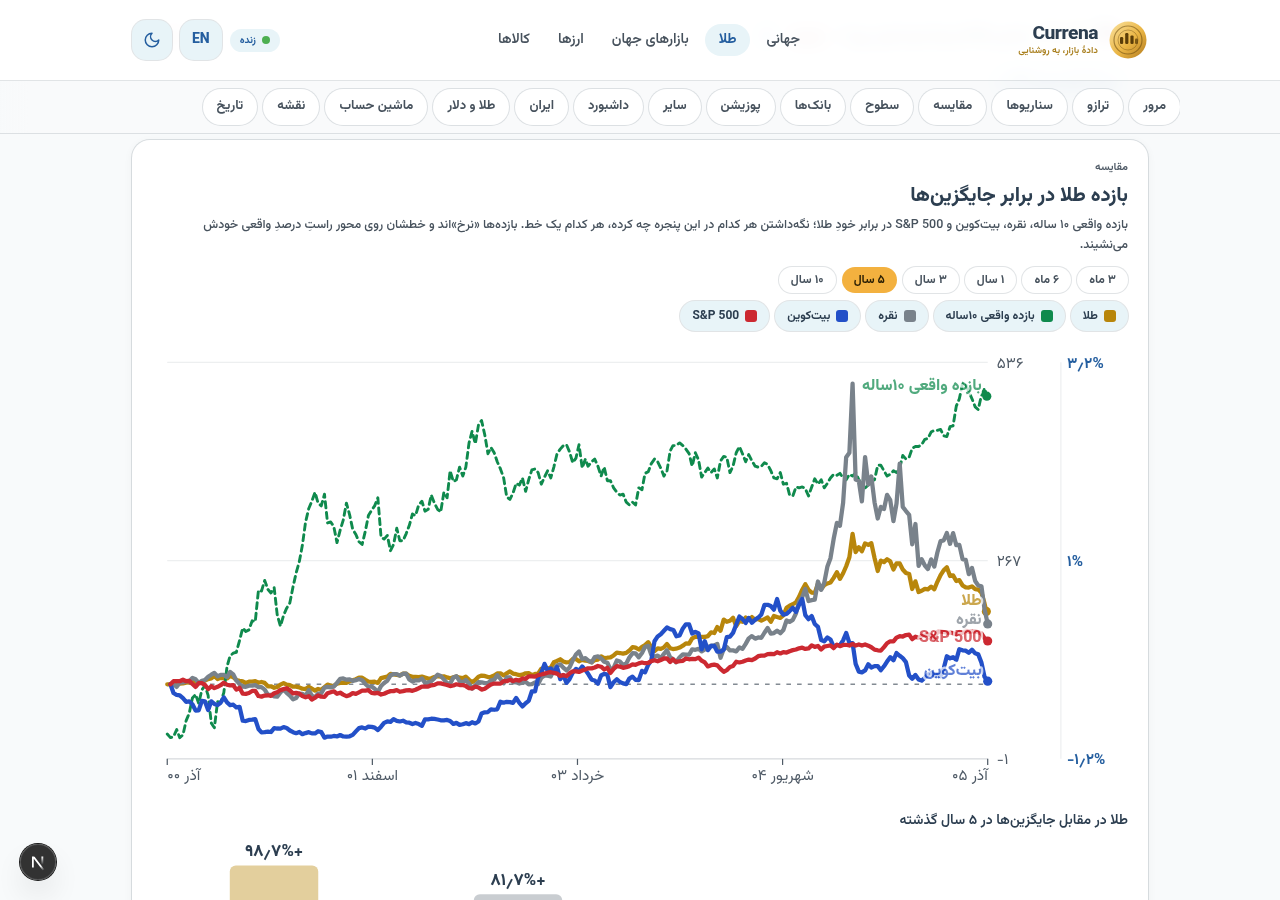 Currena
دادهٔ بازار، به روشنایی
جهانی
طلا
بازارهای جهان
ارزها
کالاها
زنده
EN
مرور
ترازو
سناریوها
مقایسه
سطوح
بانک‌ها
پوزیشن
سایر
داشبورد
ایران
طلا و دلار
ماشین حساب
نقشه
تاریخ
مقایسه
بازده طلا در برابر جایگزین‌ها
بازده واقعی ۱۰ ساله، نقره، بیت‌کوین و S&P 500 در برابر خودِ طلا؛ نگه‌داشتن هر کدام در این پنجره چه کرده، هر کدام یک خط. بازده‌ها «نرخ»‌اند و خطشان روی محور راستِ درصدِ واقعی خودش
می‌نشیند.
۳ ماه
۶ ماه
۱ سال
۳ سال
۵ سال
۱۰ سال
طلا
بازده واقعی ۱۰ساله
نقره
بیت‌کوین
S&P 500
۵۳۶
۳٫۲%
بازده واقعی ۱۰ساله
۲۶۷
۱%
طلا
نقره
S&P 500
بیت‌کوین
-۱
-۱٫۲%
آذر ۰۰
اسفند ۰۱
خرداد ۰۳
شهریور ۰۴
آذر ۰۵
طلا در مقابل جایگزین‌ها در ۵ سال گذشته
+۹۸٫۷%
+۸۱٫۷%
N